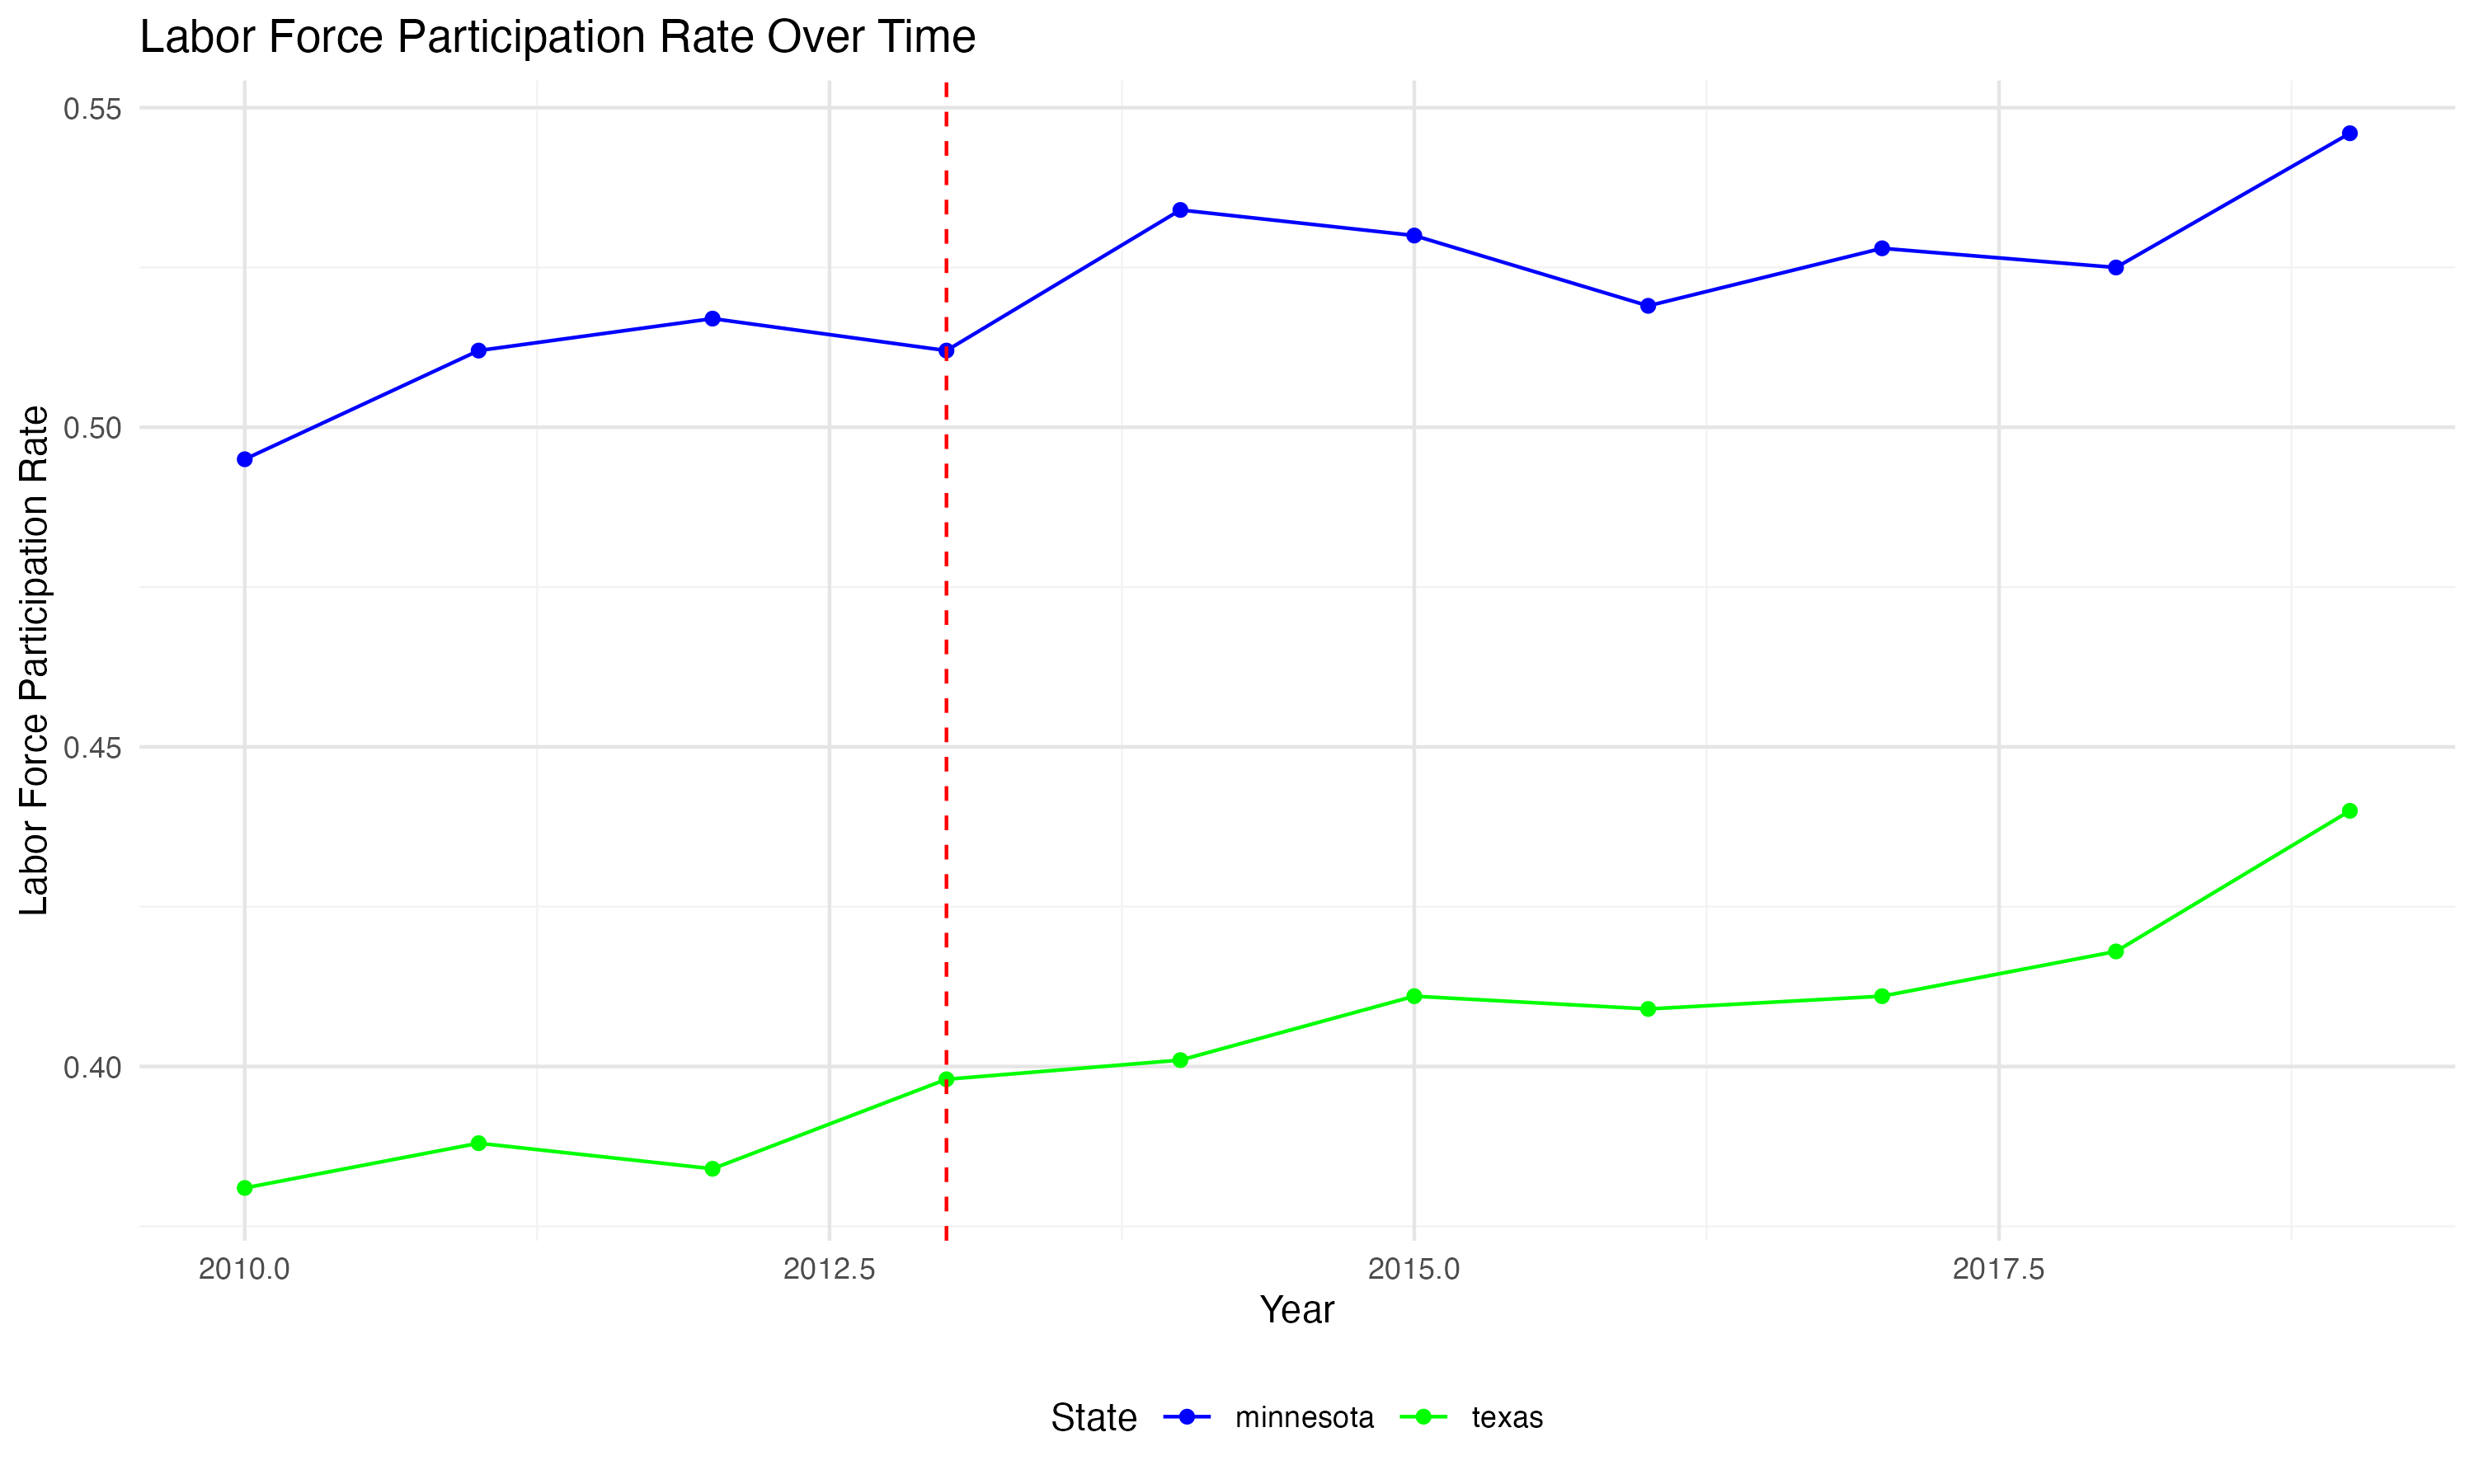 Labor Force Participation Rate Over Time
Labor Force Participation Rate
0.55
0.50
0.45
0.40
2010.0 2012.5 2015.0 2017.5
Year
State minnesota texas